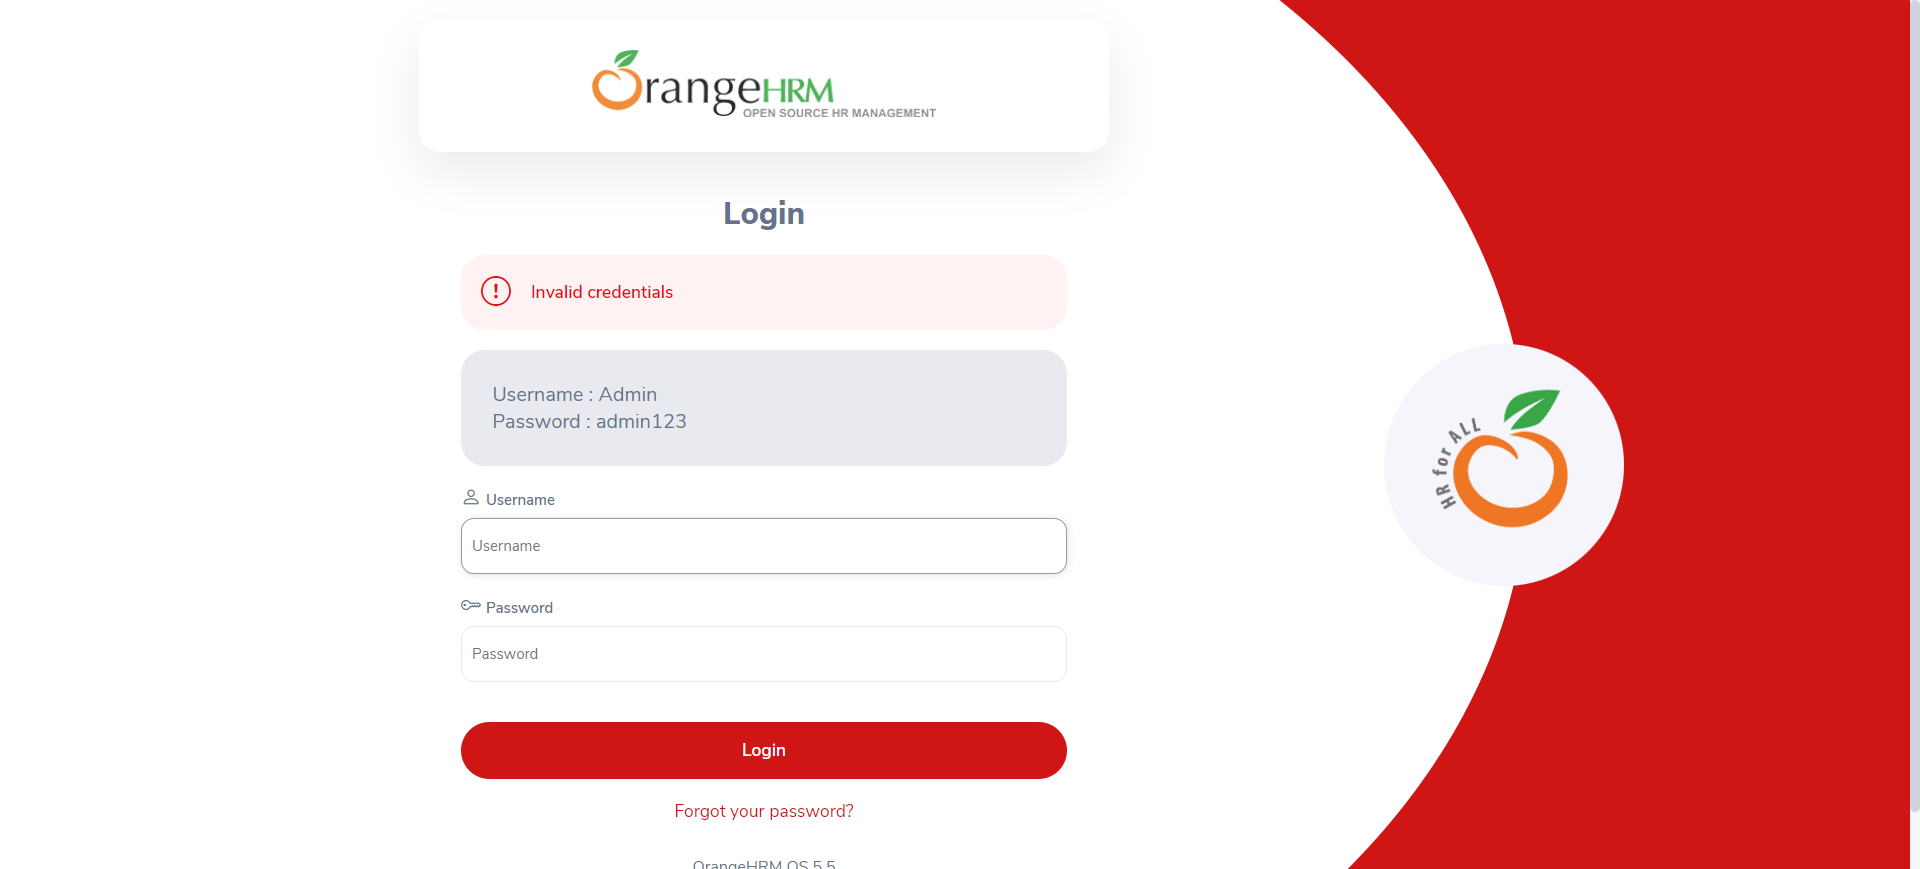 OrangeHRM
OPEN SOURCE HR MANAGEMENT
Login
Invalid credentials
Username : Admin
Password : admin123
Username
Username
Password
Password
Login
Forgot your password?
OrangeHRM OS 5.5
HR for ALL